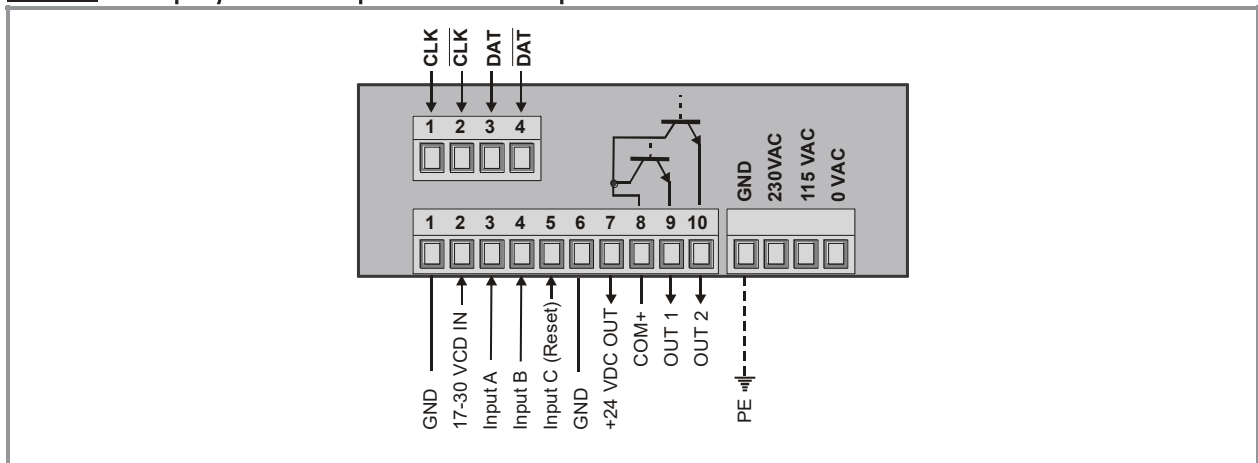 CLK
CLK
DAT
DAT
1 2 3 4
GND
230VAC
115 VAC
0 VAC
1 2 3 4 5 6 7 8 9 10
GND
17-30 VCD IN
Input A
Input B
Input C (Reset)
GND
+24 VDC OUT
COM+
OUT 1
OUT 2
PE